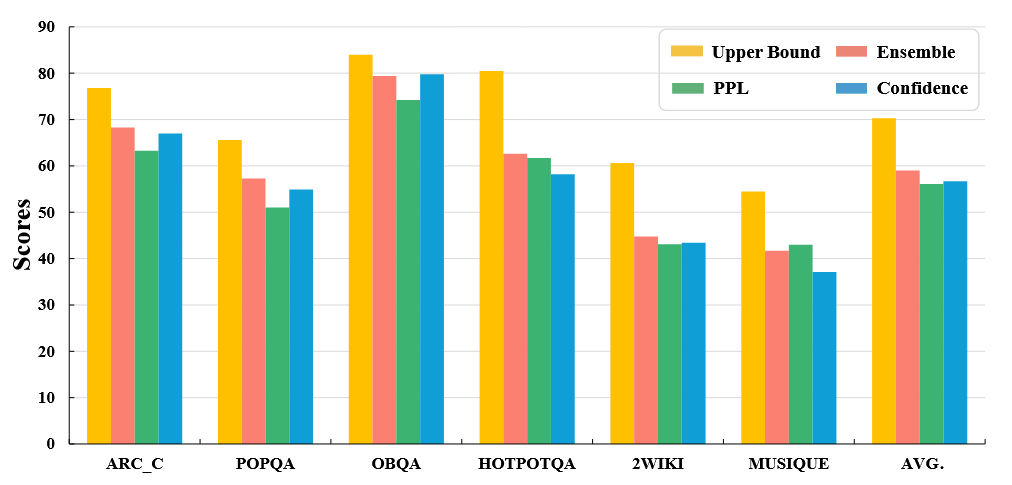 90
80
70
60
50
40
30
20
10
0
Scores
Upper Bound
Ensemble
PPL
Confidence
ARC_C
POPQA
OBQA
HOTPOTQA
2WIKI
MUSIQUE
AVG.